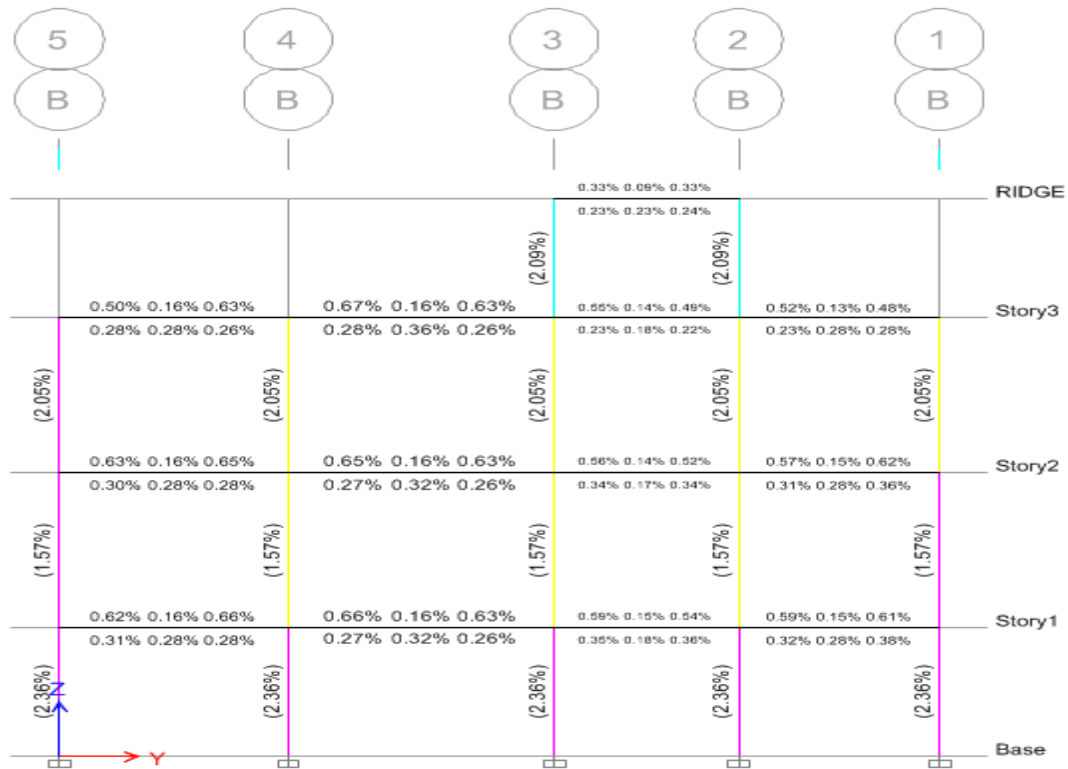 5 4 3 2 1
B B B B B
0.33% 0.09% 0.33%
RIDGE
0.23% 0.23% 0.24%
(2.09%) (2.09%)
0.50% 0.16% 0.63% 0.67% 0.16% 0.63% 0.55% 0.14% 0.49% 0.52% 0.13% 0.48%
Story3
0.28% 0.28% 0.26% 0.28% 0.36% 0.26% 0.23% 0.18% 0.22% 0.23% 0.28% 0.28%
(2.05%) (2.05%) (2.05%) (2.05%) (2.05%)
0.63% 0.16% 0.65% 0.65% 0.16% 0.63% 0.56% 0.14% 0.52% 0.57% 0.15% 0.62%
Story2
0.30% 0.28% 0.28% 0.27% 0.32% 0.26% 0.34% 0.17% 0.34% 0.31% 0.28% 0.36%
(1.57%) (1.57%) (1.57%) (1.57%) (1.57%)
0.62% 0.16% 0.66% 0.66% 0.16% 0.63% 0.59% 0.15% 0.54% 0.59% 0.15% 0.61%
Story1
0.31% 0.28% 0.28% 0.27% 0.32% 0.26% 0.35% 0.18% 0.36% 0.32% 0.28% 0.38%
(2.36%) (2.36%) (2.36%) (2.36%) (2.36%)
Z
Y
Base